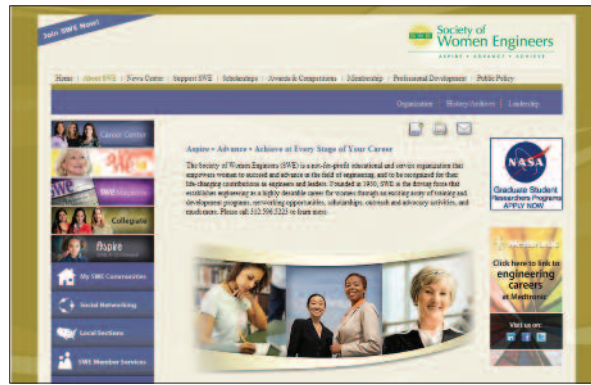 Join SWE Now!
Society of
Women Engineers
ASPIRE • ADVANCE • ACHIEVE
Home | About SWE | News Center | Support SWE | Scholarships | Awards & Competitions | Membership | Professional Development | Public Policy
Organization | History/Archives | Leadership
Career Center
SWE Magazine
Collegiate
Aspire
My SWE Communities
Social Networking
Local Sections
SWE Member Services
Aspire • Advance • Achieve at Every Stage of Your Career
The Society of Women Engineers (SWE) is a not-for-profit educational and service organization that
empowers women to succeed and advance in the field of engineering, and to be recognized for their
life-changing contributions as engineers and leaders. Founded in 1950, SWE is the driving force that
establishes engineering as a highly desirable career for women through an exciting array of training and
development programs, networking opportunities, scholarships, outreach and advocacy activities, and
much more. Please call 312.596.5223 to learn more.
NASA
Graduate Student
Researchers Programs
APPLY NOW
Medtronic
Click here to link to
engineering
careers
at Medtronic
Visit us on: